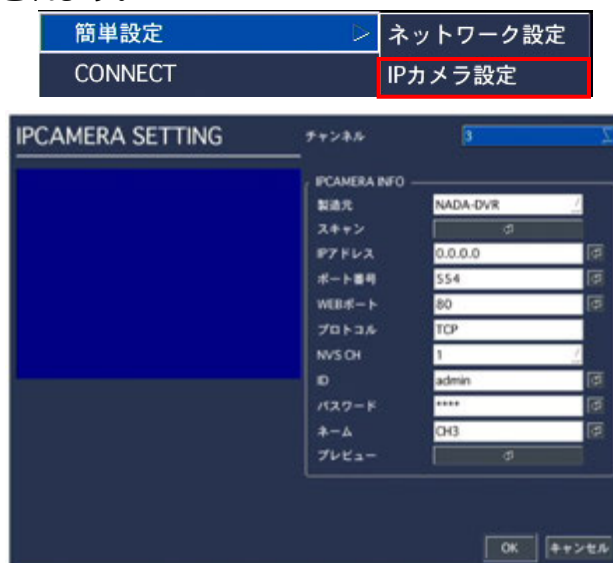 簡単設定 ▷ ネットワーク設定
CONNECT IPカメラ設定
IPCAMERA SETTING チャンネル 3
IPCAMERA INFO
製造元 NADA-DVR
スキャン
IPアドレス 0.0.0.0
ポート番号 554
WEBポート 80
プロトコル TCP
NVS CH 1
ID admin
パスワード ****
ネーム CH3
プレビュー
OK キャンセル